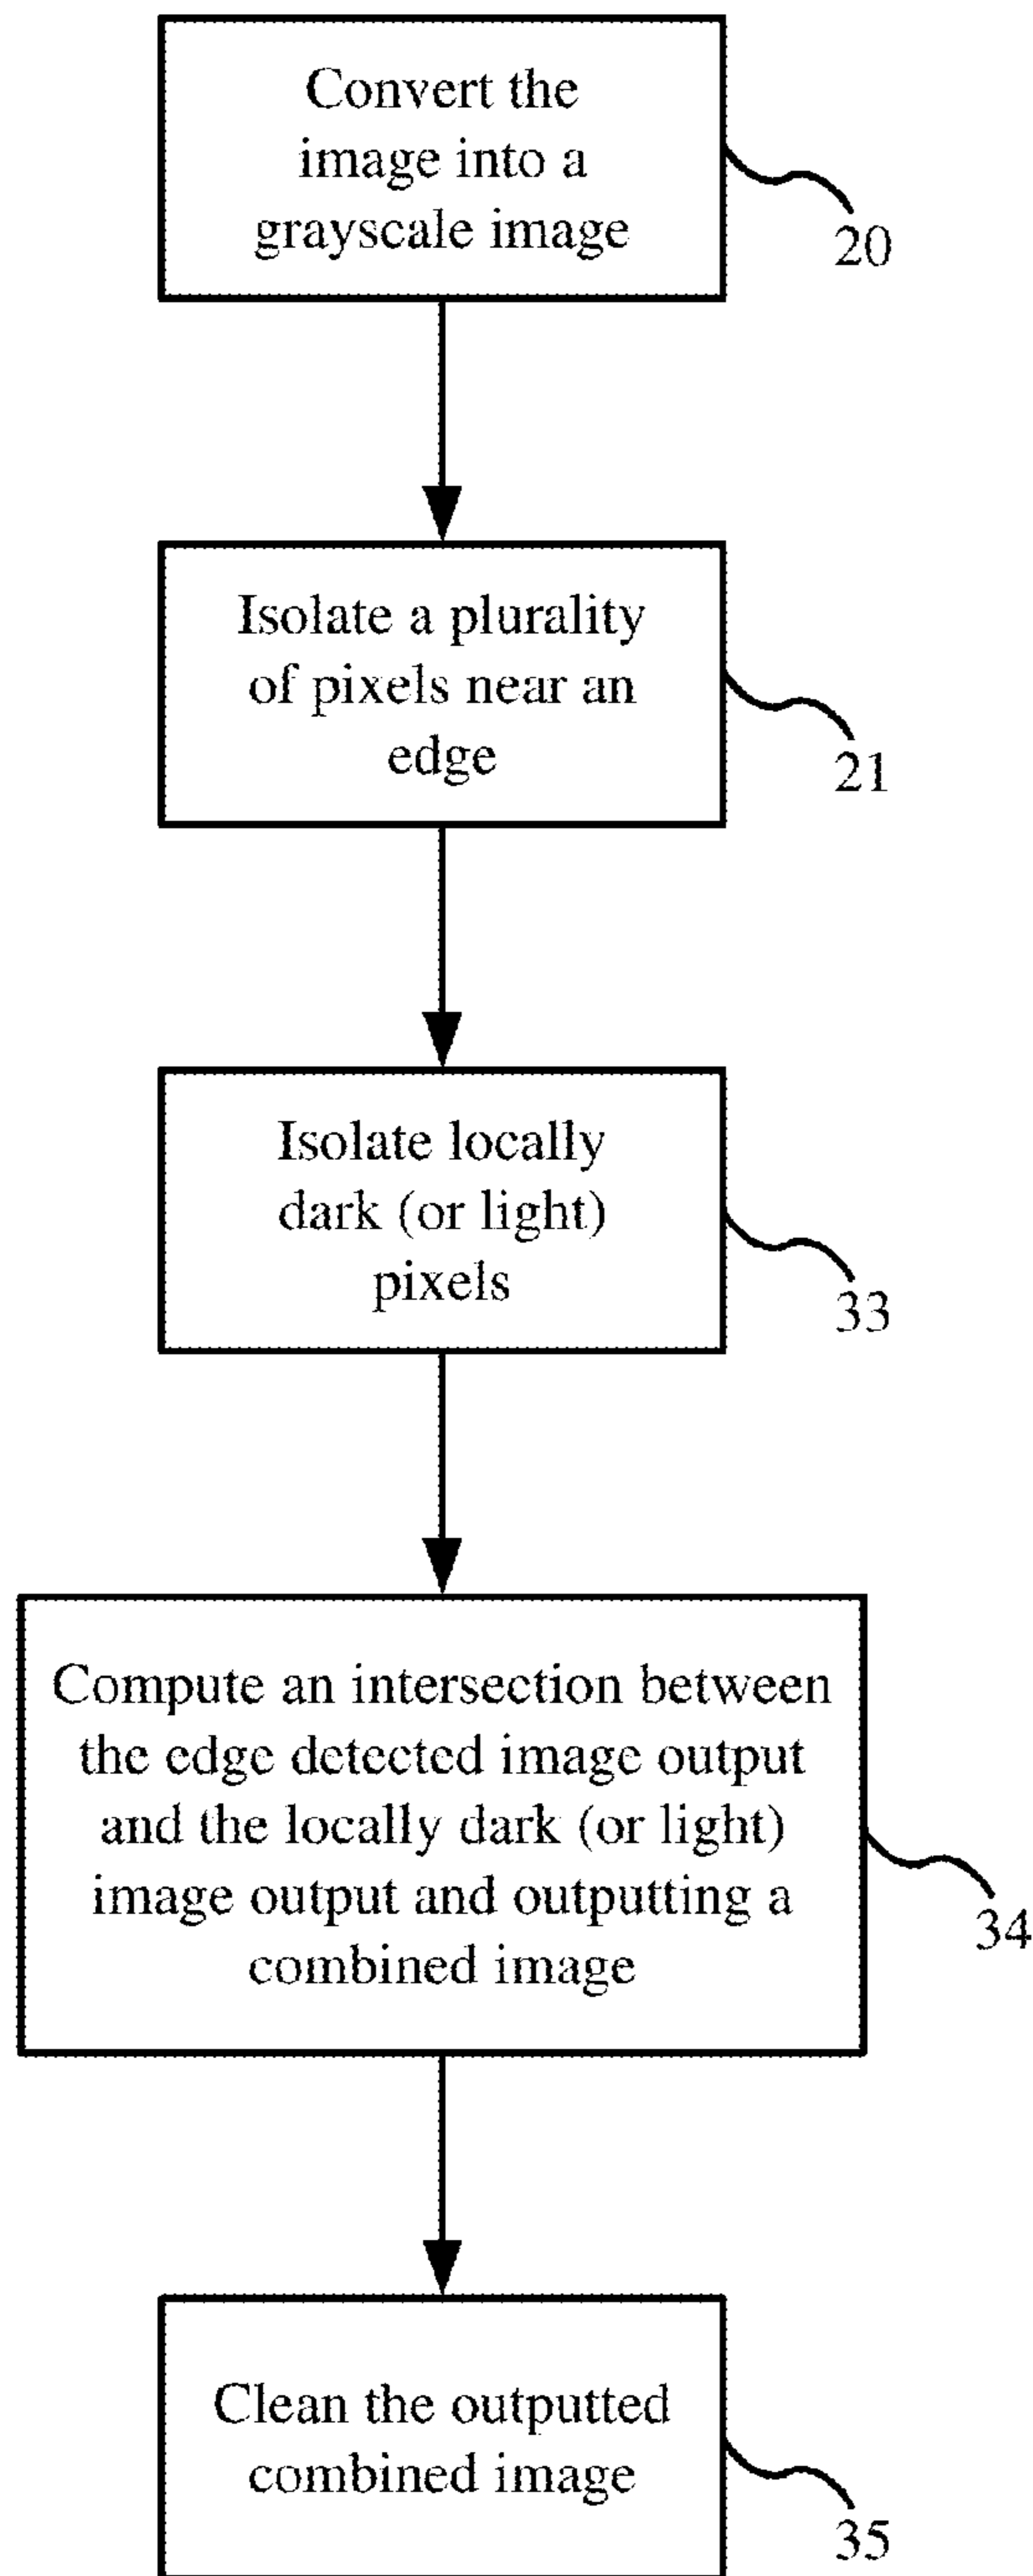 Convert the
image into a
grayscale image
20
Isolate a plurality
of pixels near an
edge
21
Isolate locally
dark (or light)
pixels
33
Compute an intersection between
the edge detected image output
and the locally dark (or light)
image output and outputting a
combined image
34
Clean the outputted
combined image
35